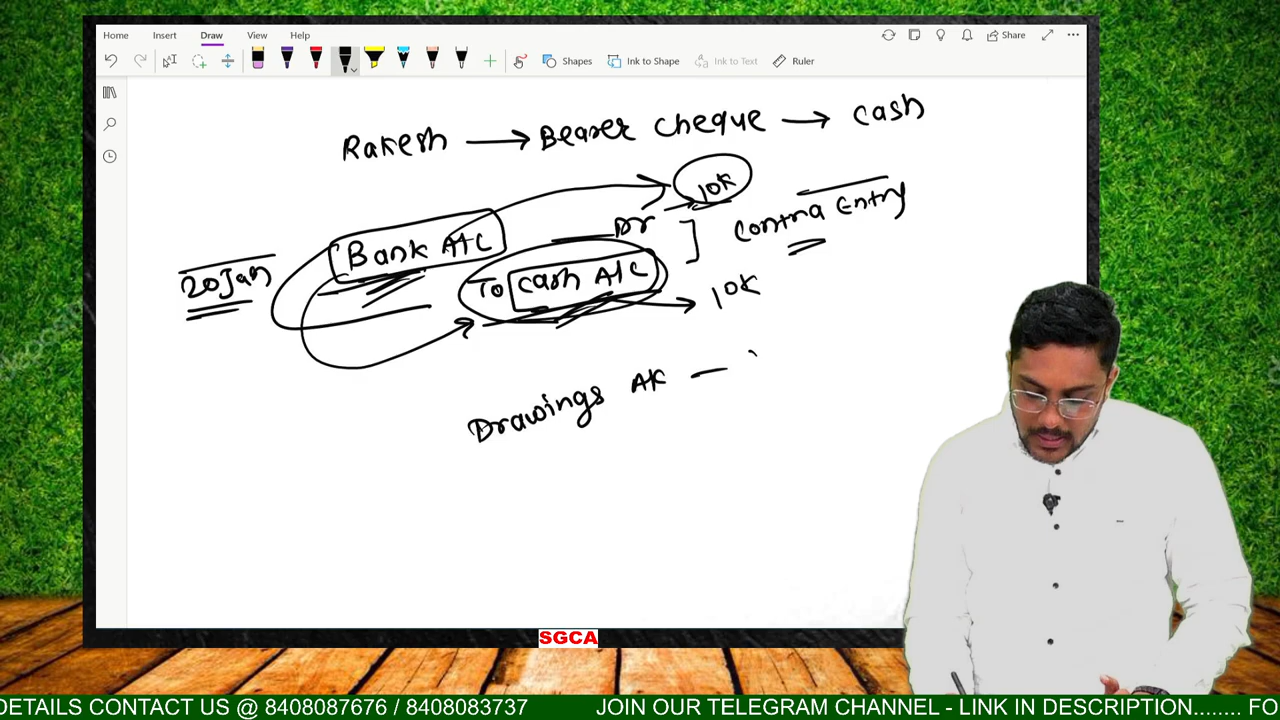 Home Insert Draw View Help Share
Shapes Ink to Shape Ink to Text Ruler
Rakesh → Bearer Cheque → Cash
10K
20 Jan Bank A/C Dr ] Contra Entry
To Cash A/C → 10K
Drawings A/c —
SGCA
DETAILS CONTACT US @ 8408087676 / 8408083737 JOIN OUR TELEGRAM CHANNEL - LINK IN DESCRIPTION........ FO